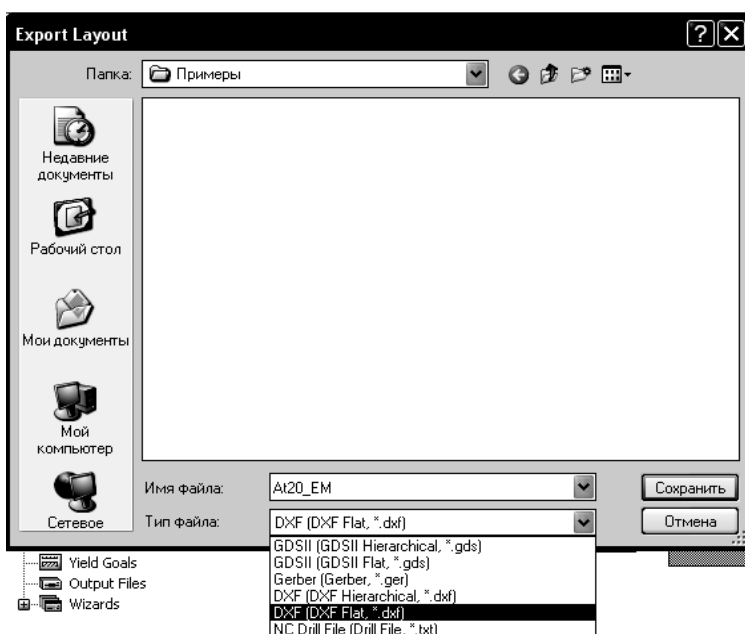 Export Layout
Папка:
Примеры
Недавние
документы
Рабочий стол
Мои документы
Мой
компьютер
Сетевое
Имя файла:
At20_EM
Сохранить
Тип файла:
DXF (DXF Flat, *.dxf)
Отмена
GDSII (GDSII Hierarchical, *.gds)
GDSII (GDSII Flat, *.gds)
Gerber (Gerber, *.ger)
DXF (DXF Hierarchical, *.dxf)
DXF (DXF Flat, *.dxf)
NC Drill File (Drill File, *.txt)
Yield Goals
Output Files
Wizards